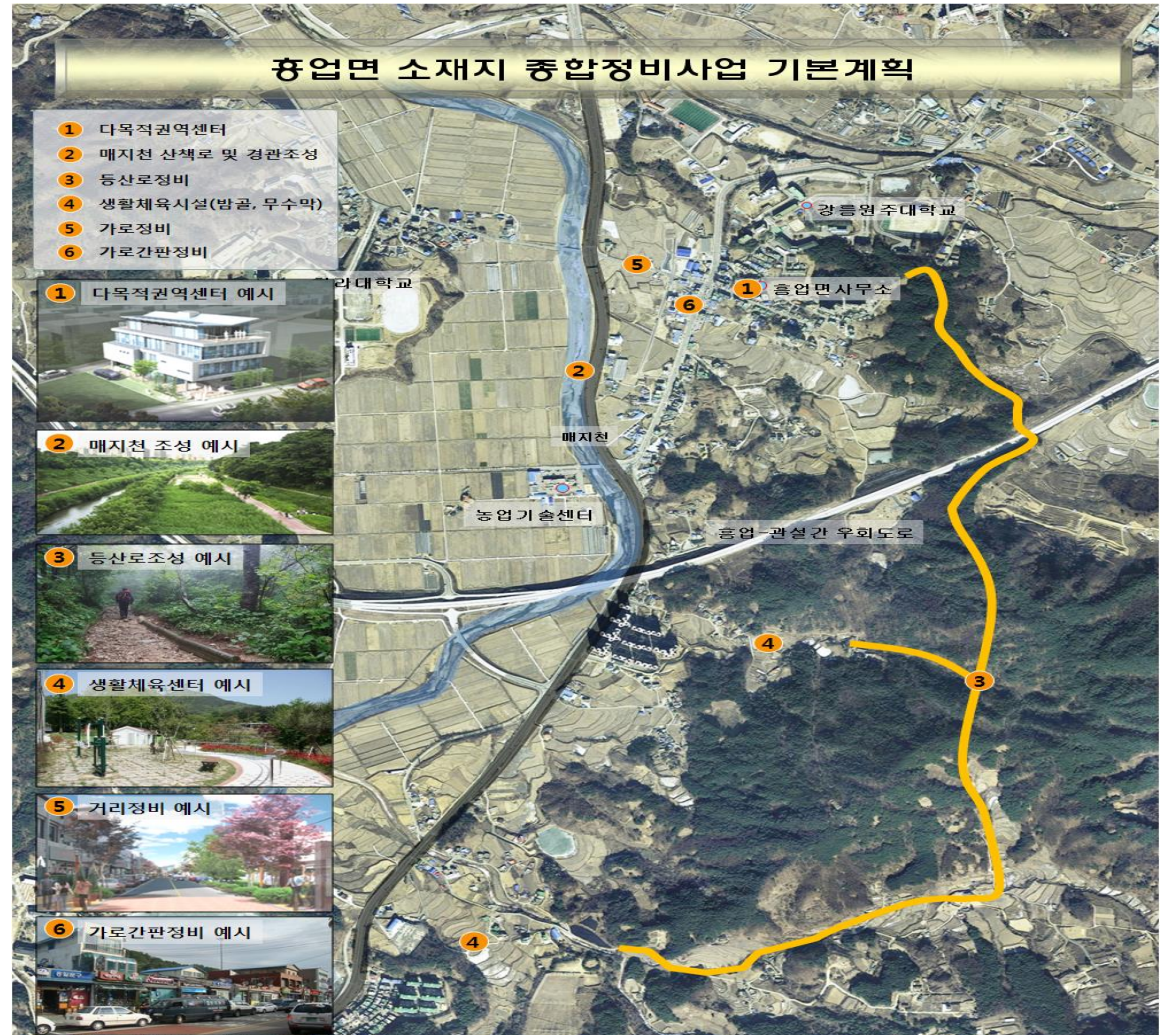 흥업면 소재지 종합정비사업 기본계획
1 다목적권역센터
2 매지천 산책로 및 경관조성
3 등산로정비
4 생활체육시설(밤골, 무수막)
5 가로정비
6 가로간판정비
1 다목적권역센터 예시
2 매지천 조성 예시
3 등산로조성 예시
4 생활체육센터 예시
5 거리정비 예시
6 가로간판정비 예시
라대학교
강릉원주대학교
5
1 흥업면사무소
6
2
매지천
농업기술센터
흥업-관설간 우회도로
4
3
4